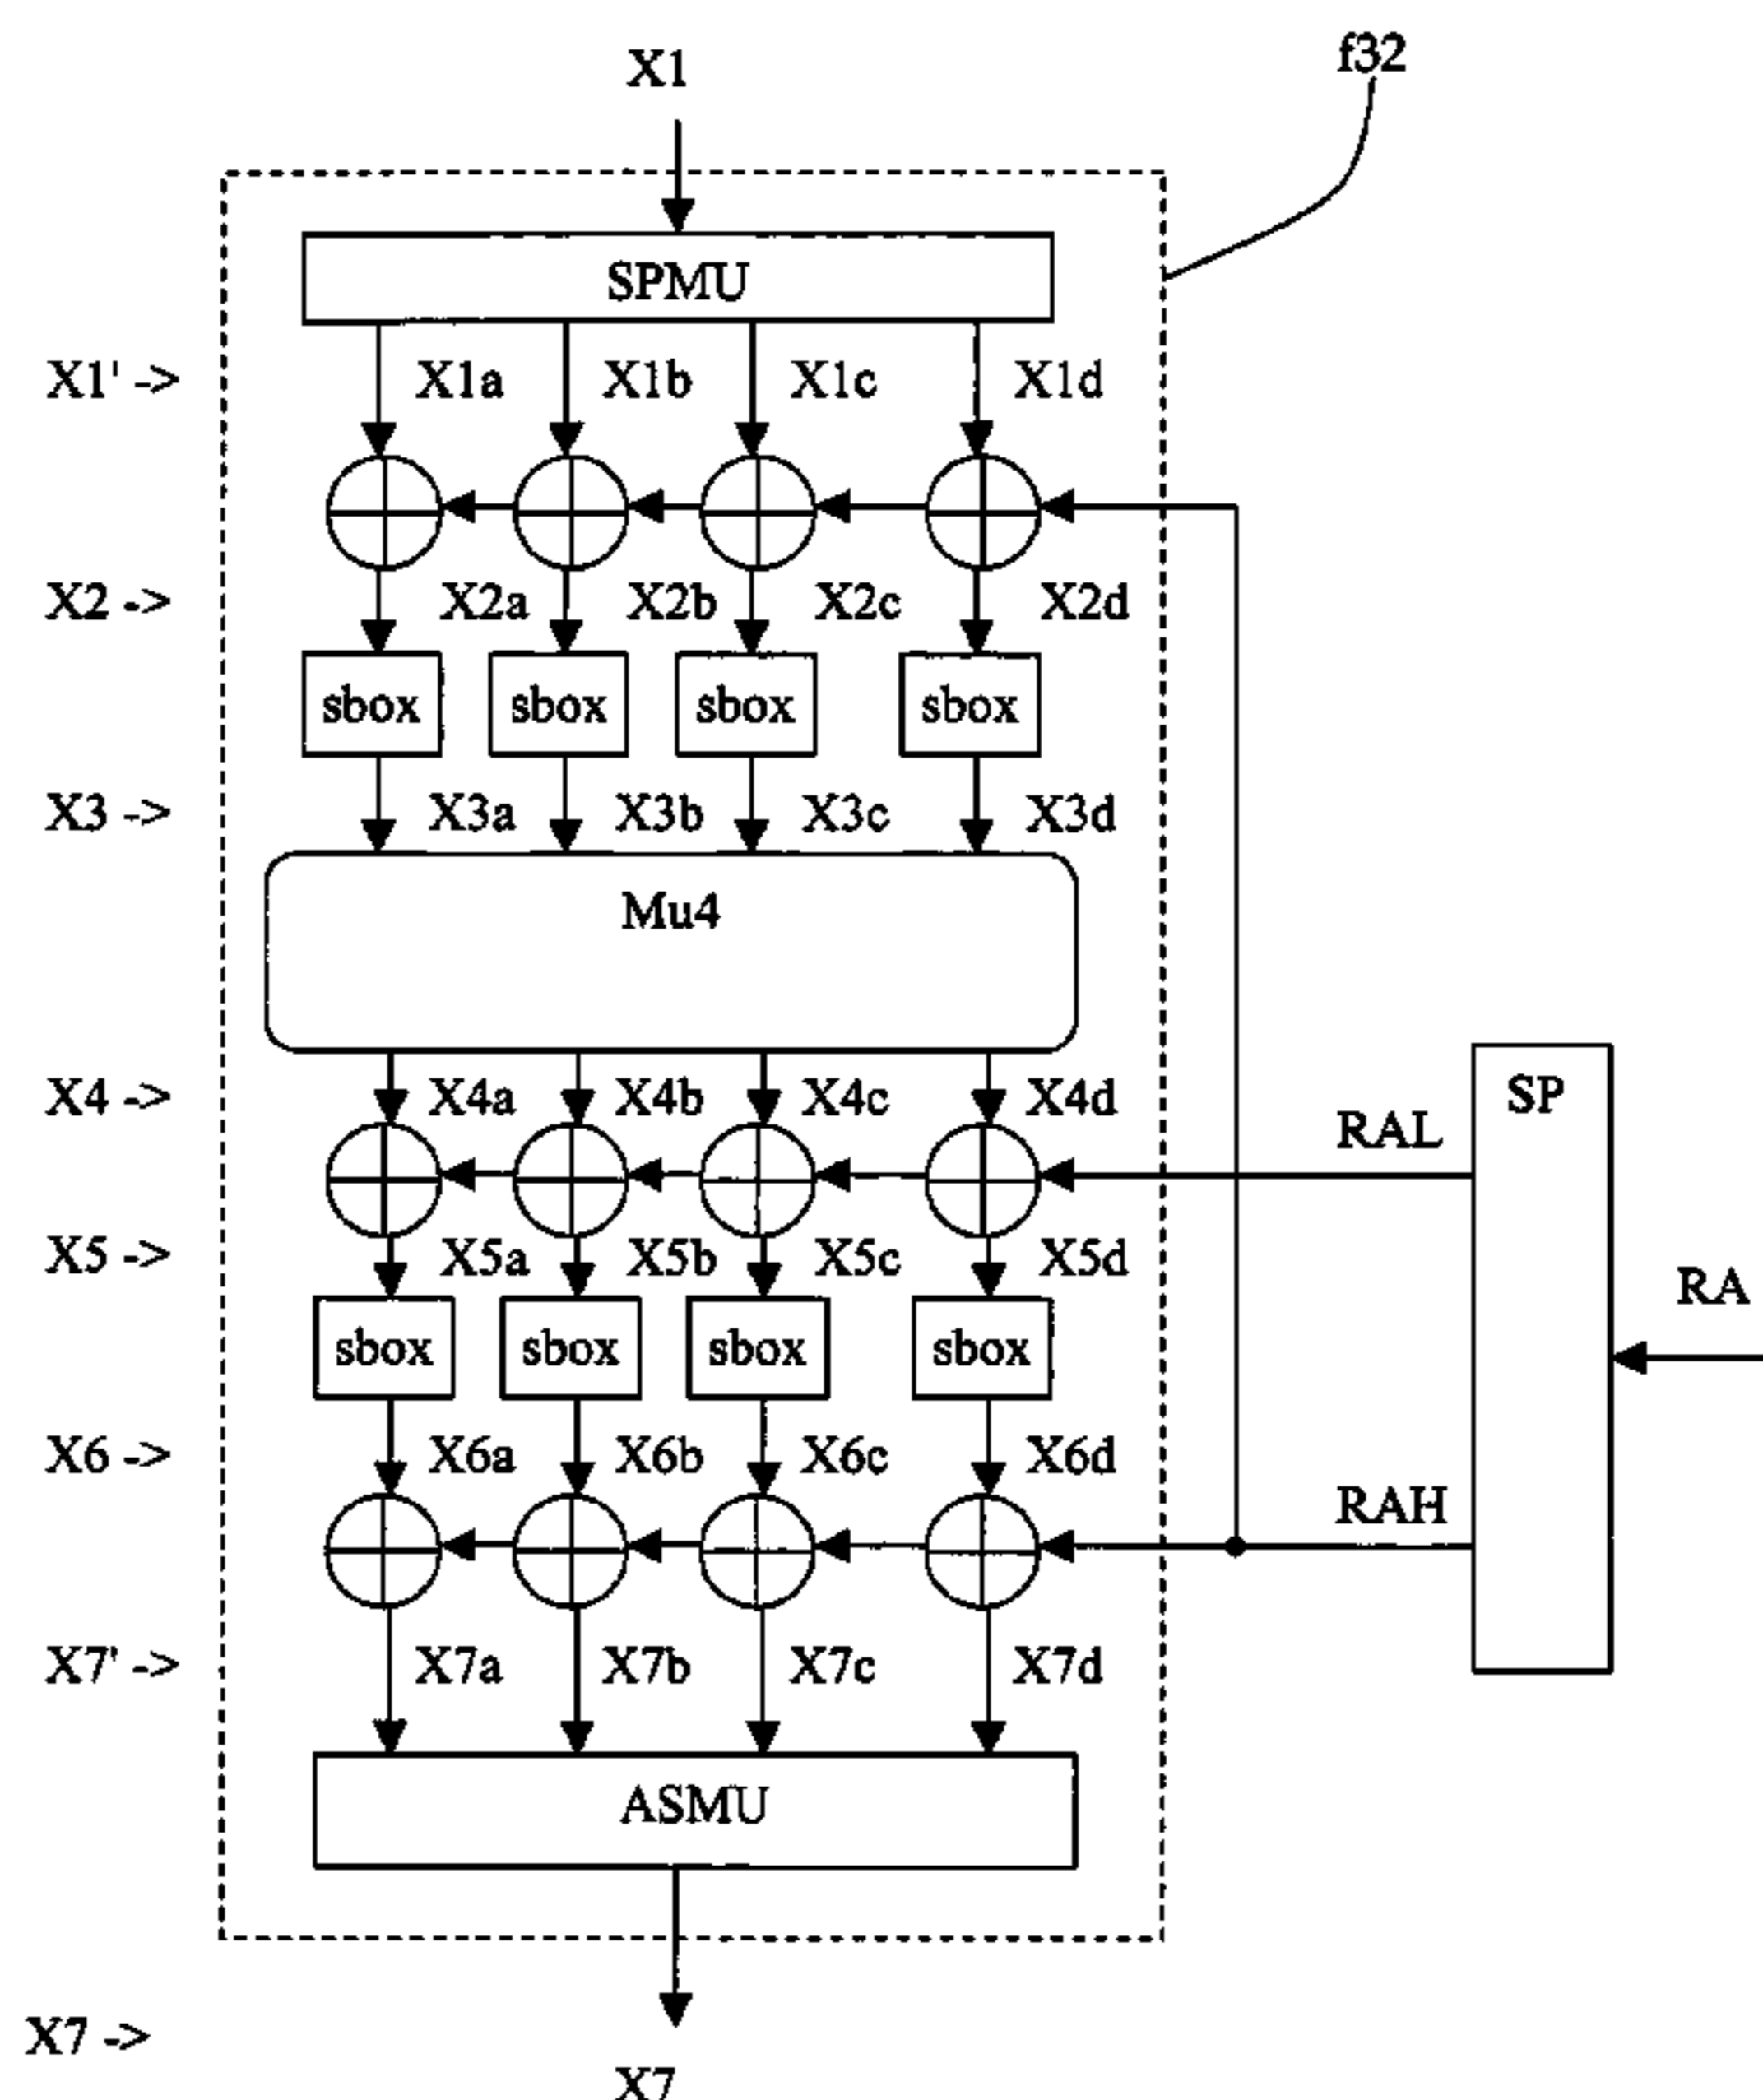 X1
f32
SPMU
X1' -> X1a X1b X1c X1d
X2 -> X2a X2b X2c X2d
sbox sbox sbox sbox
X3 -> X3a X3b X3c X3d
Mu4
X4 -> X4a X4b X4c X4d
SP
RAL
X5 -> X5a X5b X5c X5d
RA
sbox sbox sbox sbox
X6 -> X6a X6b X6c X6d
RAH
X7' -> X7a X7b X7c X7d
ASMU
X7 ->
X7